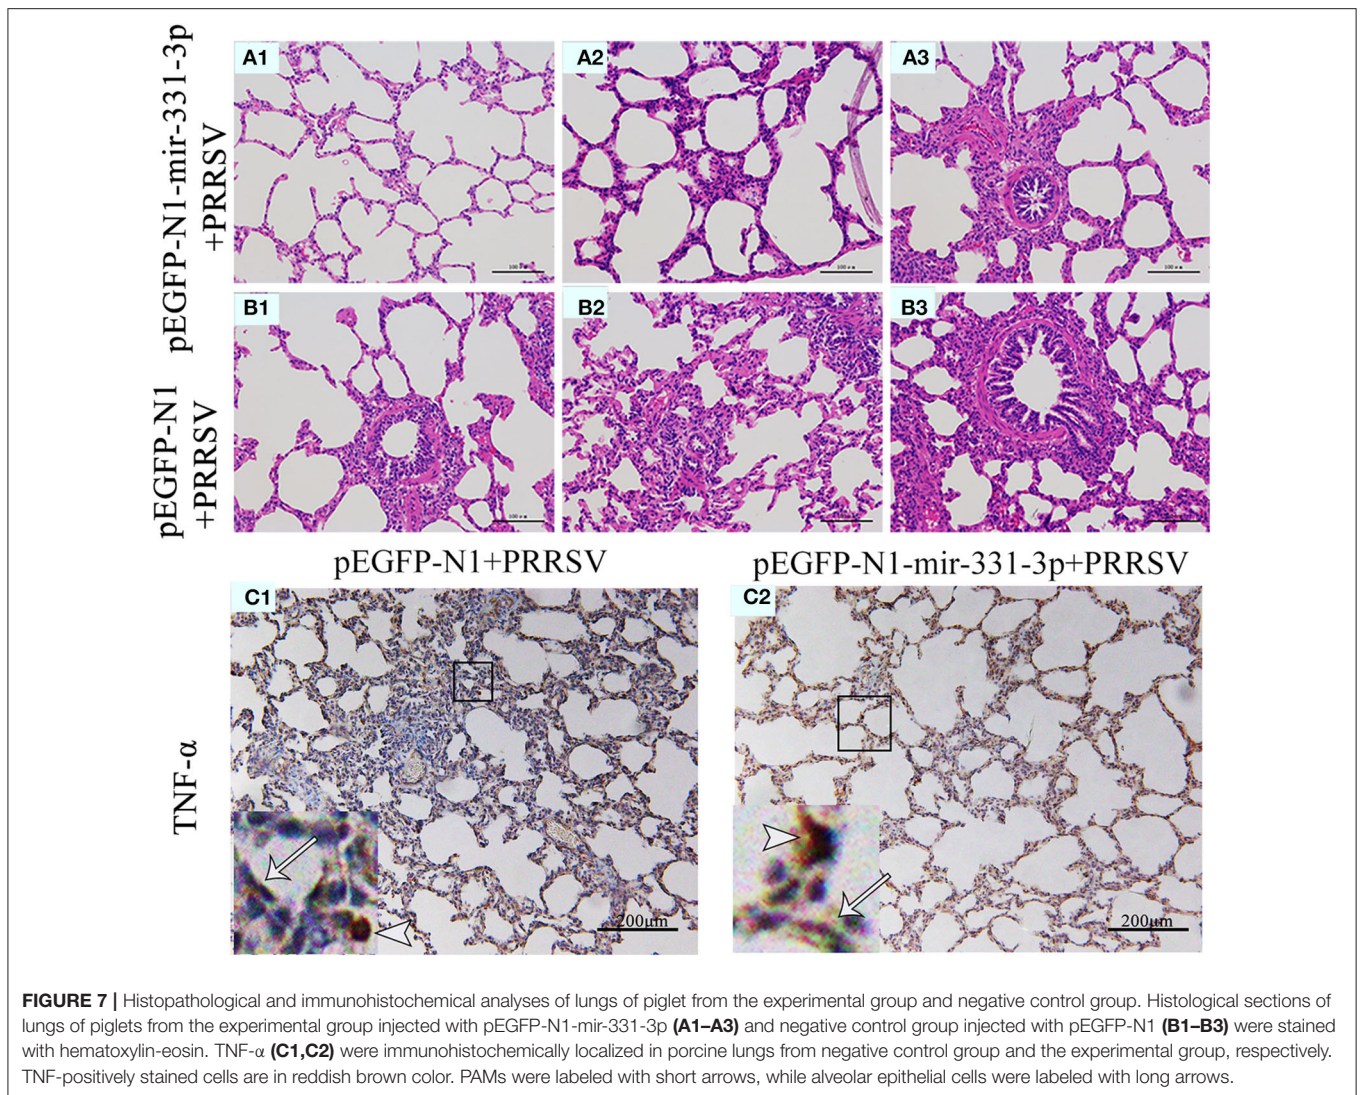 pEGFP-N1-mir-331-3p
+PRRSV
A1
A2
A3
pEGFP-N1
+PRRSV
B1
B2
B3
pEGFP-N1+PRRSV
pEGFP-N1-mir-331-3p+PRRSV
TNF-α
C1
C2
200μm
200μm
FIGURE 7 | Histopathological and immunohistochemical analyses of lungs of piglet from the experimental group and negative control group. Histological sections of
lungs of piglets from the experimental group injected with pEGFP-N1-mir-331-3p (A1–A3) and negative control group injected with pEGFP-N1 (B1–B3) were stained
with hematoxylin-eosin. TNF-α (C1,C2) were immunohistochemically localized in porcine lungs from negative control group and the experimental group, respectively.
TNF-positively stained cells are in reddish brown color. PAMs were labeled with short arrows, while alveolar epithelial cells were labeled with long arrows.